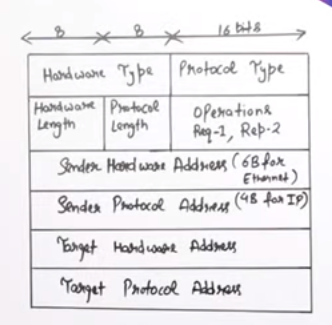 8 8 16 bits
Hardware Type Protocol Type
Hardware Length Protocol Length Operations
Req-1, Rep-2
Sender Hardware Address (6B for Ethernet)
Sender Protocol Address (4B for IP)
Target Hardware Address
Target Protocol Address